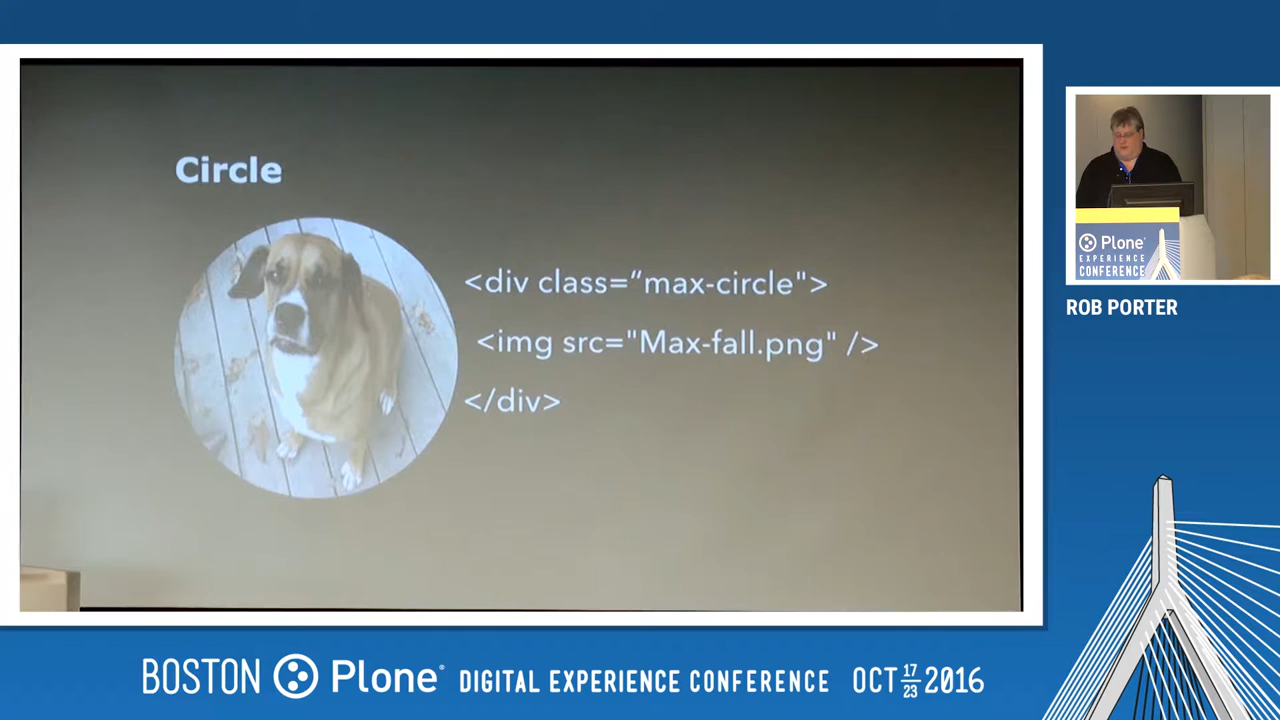 Circle
<div class=“max-circle">
<img src="Max-fall.png" />
</div>
Plone
EXPERIENCE
CONFERENCE
ROB PORTER
BOSTON Plone® DIGITAL EXPERIENCE CONFERENCE OCT 17 23 2016